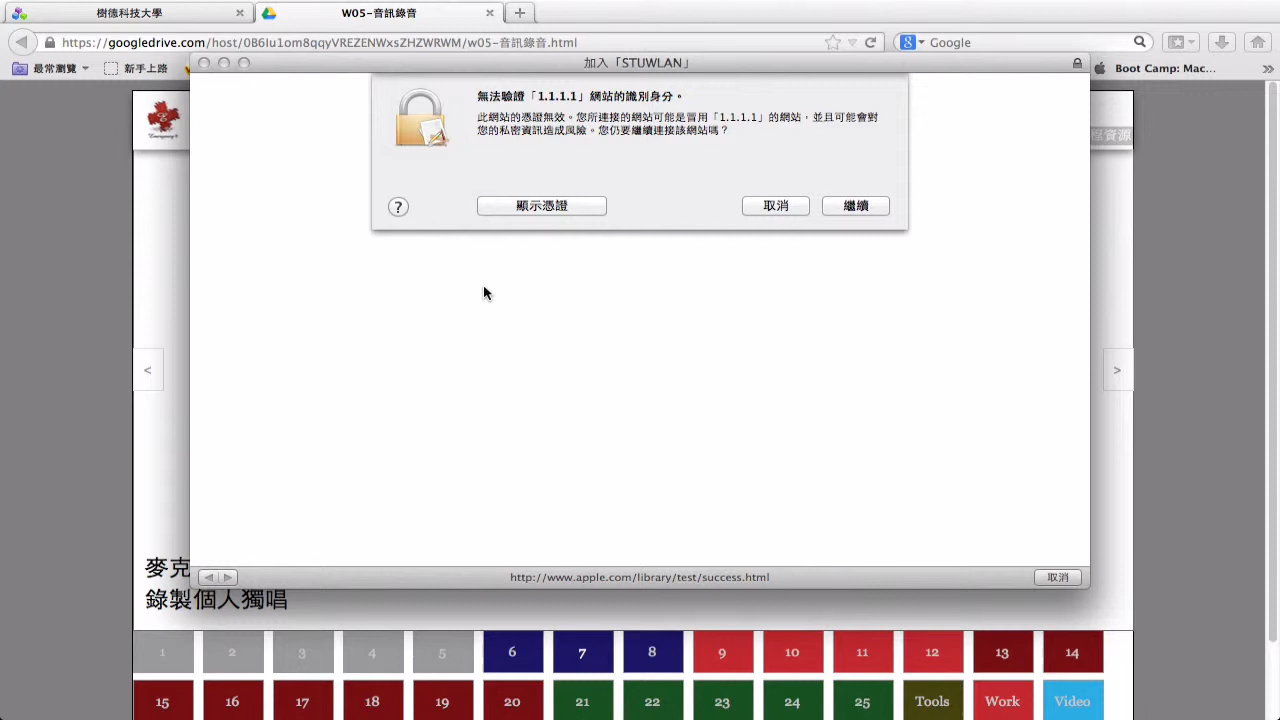 樹德科技大學
W05-音訊錄音
https://googledrive.com/host/0B6Iu1om8qqyVREZENWxsZHZWRWM/w05-音訊錄音.html
Google
最常瀏覽
新手上路
Boot Camp: Mac...
加入「STUWLAN」
無法驗證「1.1.1.1」網站的識別身分。
此網站的憑證無效。您所連接的網站可能是冒用「1.1.1.1」的網站，並且可能會對
您的私密資訊造成風險。您仍要繼續連接該網站嗎？
?
顯示憑證
取消
繼續
程資源
<
>
http://www.apple.com/library/test/success.html
取消
麥克
錄製個人獨唱
1 2 3 4 5 6 7 8 9 10 11 12 13 14
15 16 17 18 19 20 21 22 23 24 25 Tools Work Video